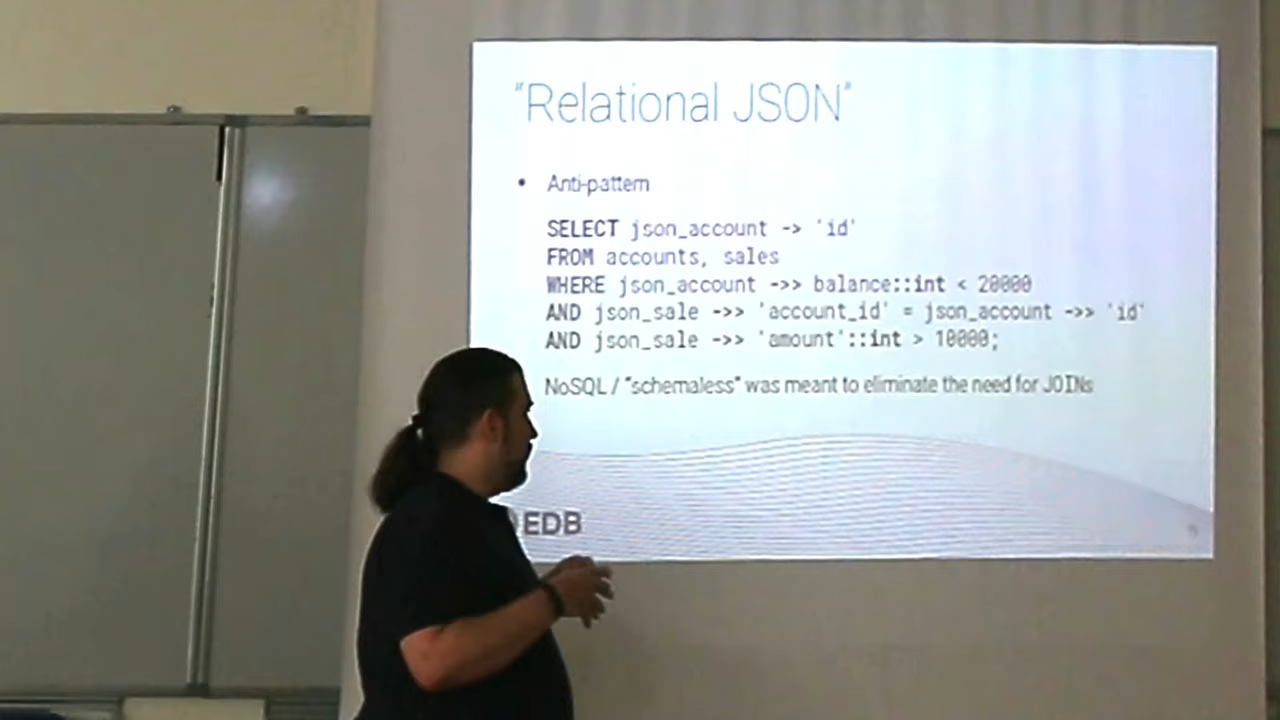 “Relational JSON”
• Anti-pattern
SELECT json_account -> 'id'
FROM accounts, sales
WHERE json_account ->> balance::int < 20000
AND json_sale ->> 'account_id' = json_account ->> 'id'
AND json_sale ->> 'amount'::int > 10000;
NoSQL / “schemaless” was meant to eliminate the need for JOINs
EDB